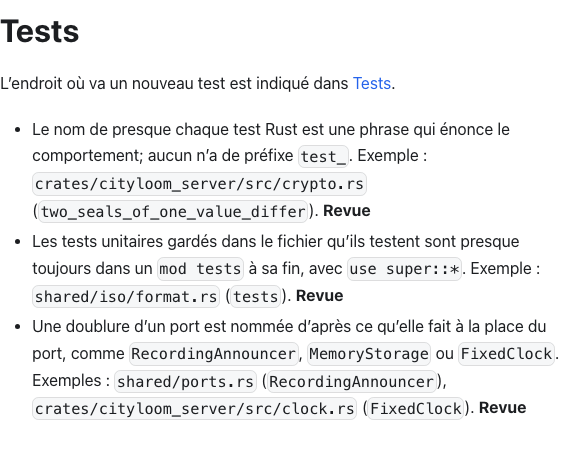 Tests
L’endroit où va un nouveau test est indiqué dans Tests.
• Le nom de presque chaque test Rust est une phrase qui énonce le
comportement; aucun n’a de préfixe test_. Exemple :
crates/cityloom_server/src/crypto.rs
(two_seals_of_one_value_differ). Revue
• Les tests unitaires gardés dans le fichier qu’ils testent sont presque
toujours dans un mod tests à sa fin, avec use super::*. Exemple :
shared/iso/format.rs (tests). Revue
• Une doublure d’un port est nommée d’après ce qu’elle fait à la place du
port, comme RecordingAnnouncer, MemoryStorage ou FixedClock.
Exemples : shared/ports.rs (RecordingAnnouncer),
crates/cityloom_server/src/clock.rs (FixedClock). Revue